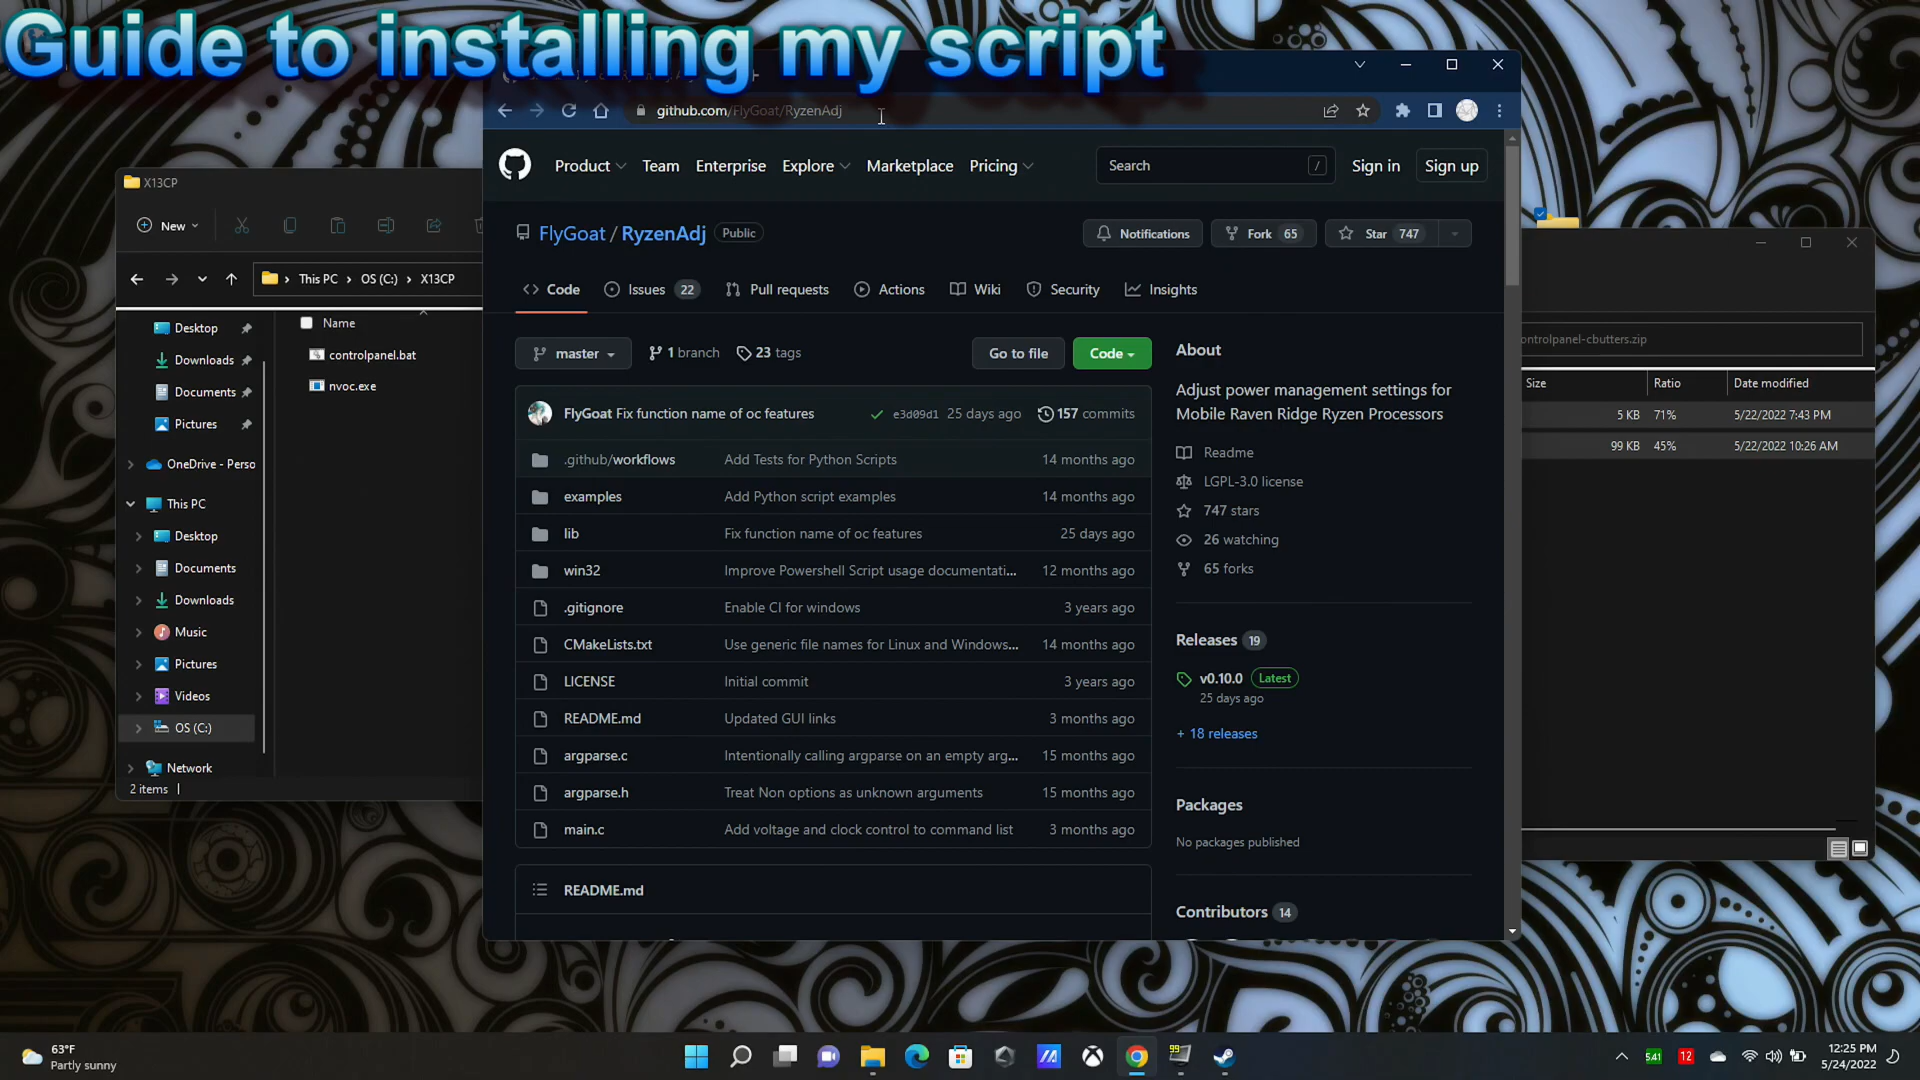 Guide to installing my script
github.com/FlyGoat/RyzenAdj
Product
Team
Enterprise
Explore
Marketplace
Pricing
Search
/
Sign in
Sign up
FlyGoat / RyzenAdj
Public
Notifications
Fork 65
Star 747
Code
Issues 22
Pull requests
Actions
Wiki
Security
Insights
master
1 branch
23 tags
Go to file
Code
FlyGoat Fix function name of oc features
e3d09d1 25 days ago
157 commits
.github/workflows Add Tests for Python Scripts 14 months ago
examples Add Python script examples 14 months ago
lib Fix function name of oc features 25 days ago
win32 Improve Powershell Script usage documentati... 12 months ago
.gitignore Enable CI for windows 3 years ago
CMakeLists.txt Use generic file names for Linux and Windows... 14 months ago
LICENSE Initial commit 3 years ago
README.md Updated GUI links 3 months ago
argparse.c Intentionally calling argparse on an empty arg... 15 months ago
argparse.h Treat Non options as unknown arguments 15 months ago
main.c Add voltage and clock control to command list 3 months ago
README.md
About
Adjust power management settings for
Mobile Raven Ridge Ryzen Processors
Readme
LGPL-3.0 license
747 stars
26 watching
65 forks
Releases 19
v0.10.0 Latest
25 days ago
+ 18 releases
Packages
No packages published
Contributors 14
X13CP
New
This PC > OS (C:) > X13CP
Desktop
Downloads
Documents
Pictures
OneDrive - Perso
This PC
Desktop
Documents
Downloads
Music
Pictures
Videos
OS (C:)
Network
2 items
Name
controlpanel.bat
nvoc.exe
ontrolpanel-cbutters.zip
Size Ratio Date modified
5 KB 71% 5/22/2022 7:43 PM
99 KB 45% 5/22/2022 10:26 AM
63°F
Partly sunny
99
5.41
12
12:25 PM
5/24/2022